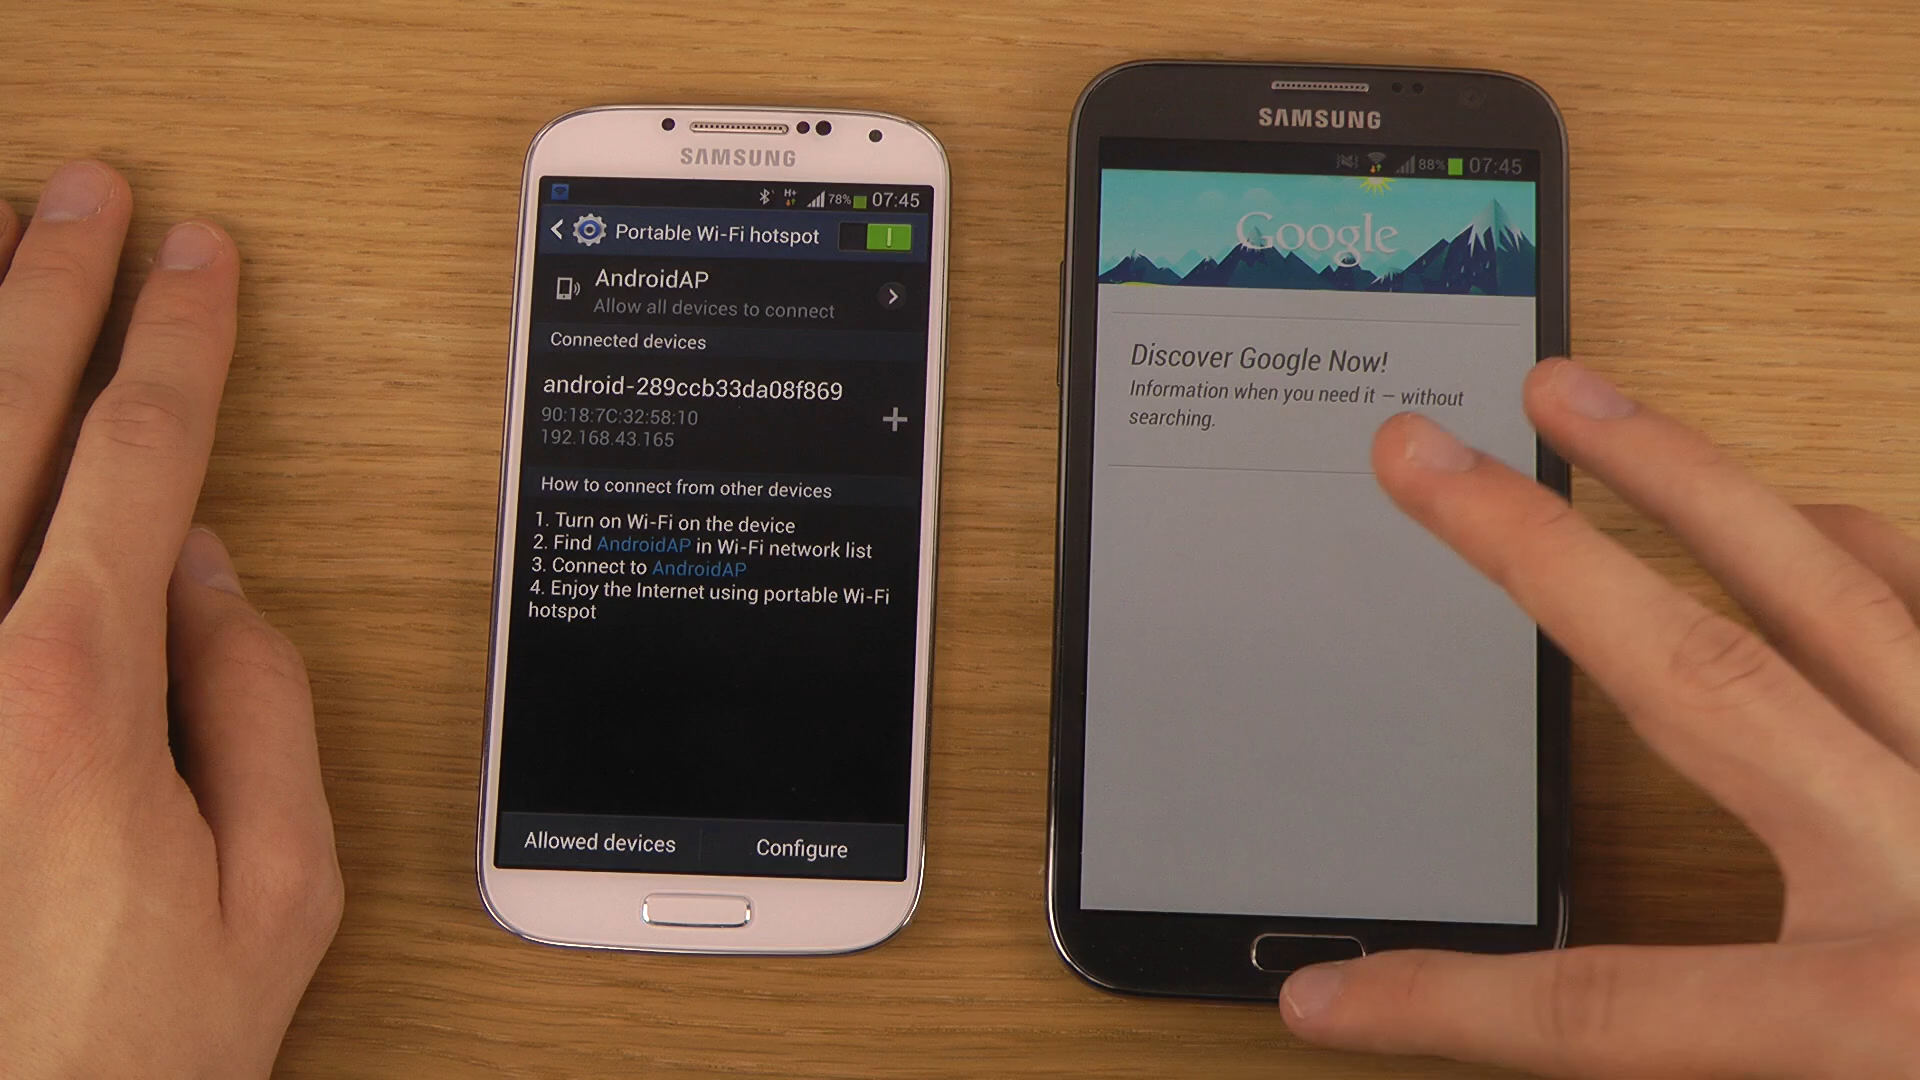 SAMSUNG
H+ 78% 07:45
Portable Wi-Fi hotspot
AndroidAP
Allow all devices to connect
Connected devices
android-289ccb33da08f869
90:18:7C:32:58:10
192.168.43.165
How to connect from other devices
1. Turn on Wi-Fi on the device
2. Find AndroidAP in Wi-Fi network list
3. Connect to AndroidAP
4. Enjoy the Internet using portable Wi-Fi
hotspot
Allowed devices Configure
SAMSUNG
88% 07:45
Google
Discover Google Now!
Information when you need it – without
searching.